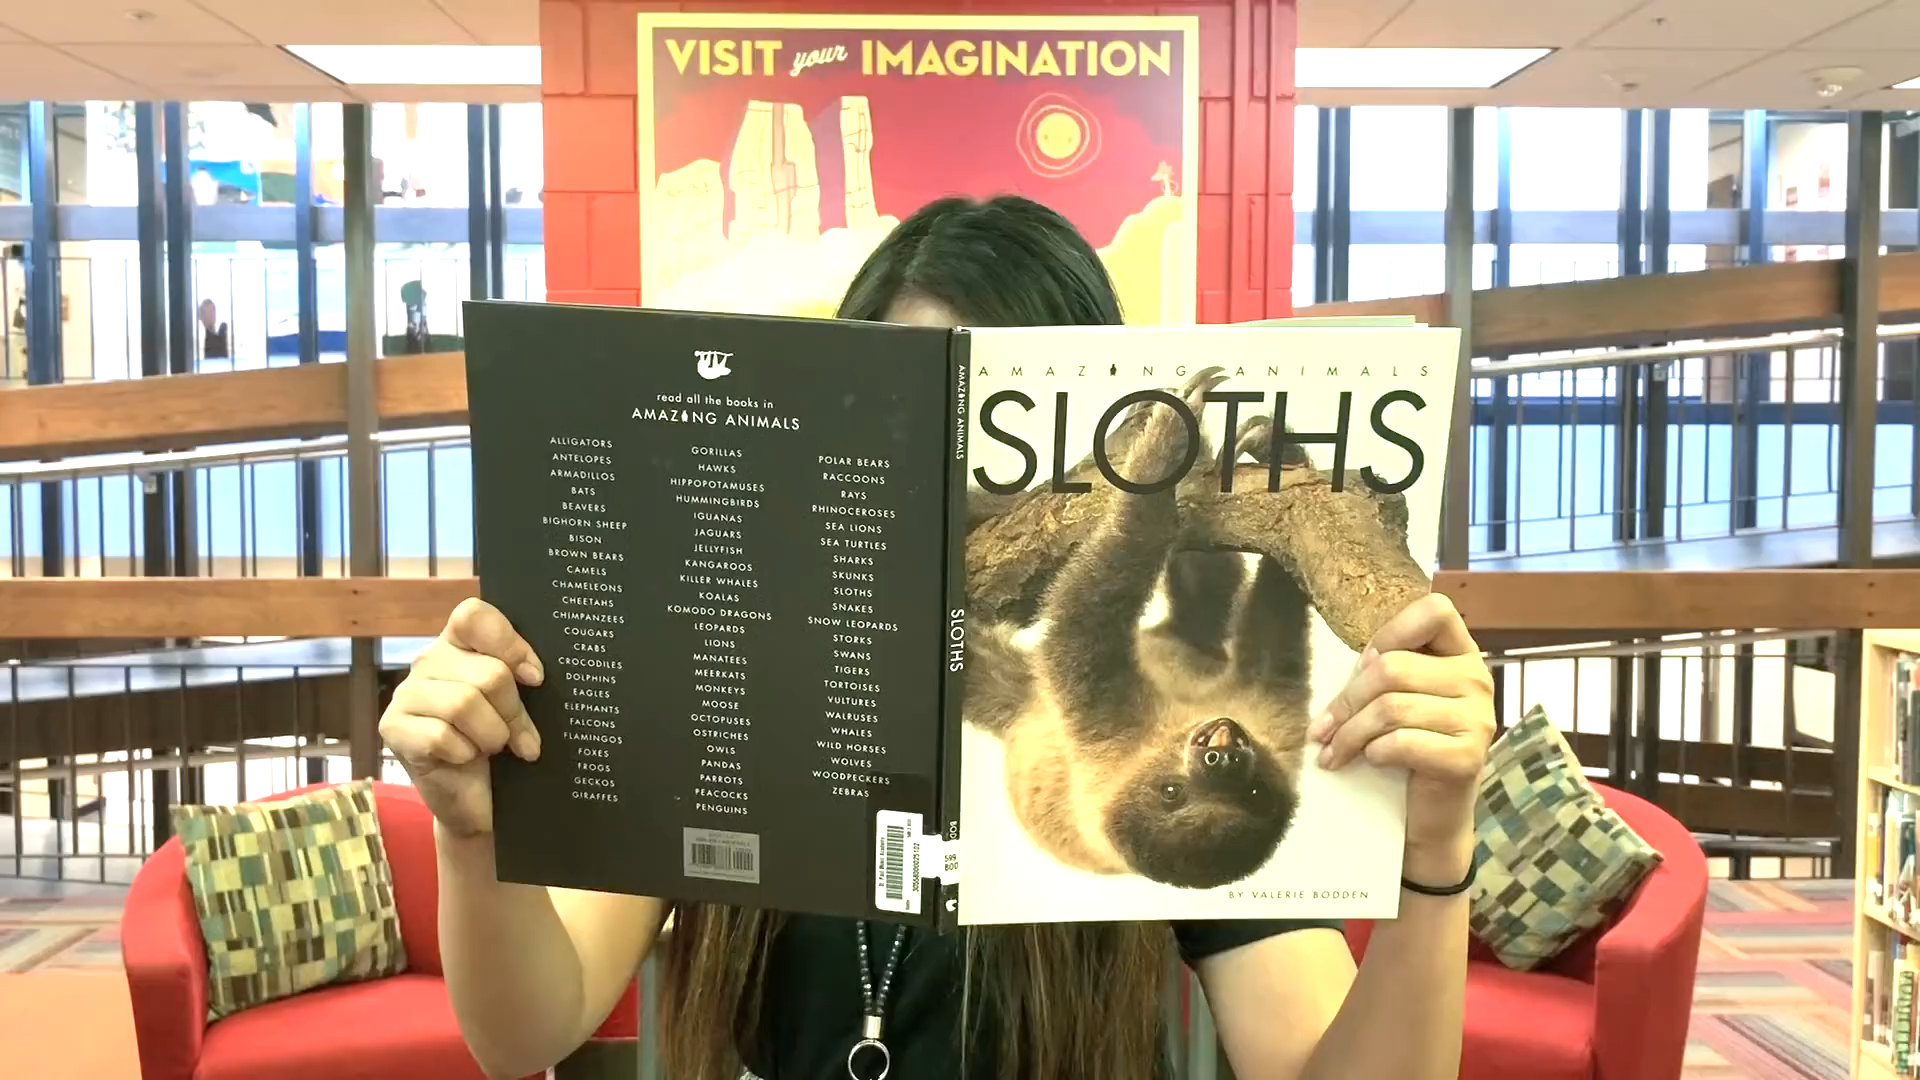 VISIT your IMAGINATION
read all the books in
AMAZING ANIMALS
ALLIGATORS
ANTELOPES
ARMADILLOS
BATS
BEAVERS
BIGHORN SHEEP
BISON
BROWN BEARS
CAMELS
CHAMELEONS
CHEETAHS
CHIMPANZEES
COUGARS
CRABS
CROCODILES
DOLPHINS
EAGLES
ELEPHANTS
FALCONS
FLAMINGOS
FOXES
FROGS
GECKOS
GIRAFFES
GORILLAS
HAWKS
HIPPOPOTAMUSES
HUMMINGBIRDS
IGUANAS
JAGUARS
JELLYFISH
KANGAROOS
KILLER WHALES
KOALAS
KOMODO DRAGONS
LEOPARDS
LIONS
MANATEES
MEERKATS
MONKEYS
MOOSE
OCTOPUSES
OSTRICHES
OWLS
PANDAS
PARROTS
PEACOCKS
PENGUINS
POLAR BEARS
RACCOONS
RAYS
RHINOCEROSES
SEA LIONS
SEA TURTLES
SHARKS
SKUNKS
SLOTHS
SNAKES
SNOW LEOPARDS
STORKS
SWANS
TIGERS
TORTOISES
VULTURES
WALRUSES
WHALES
WILD HORSES
WOLVES
WOODPECKERS
ZEBRAS
AMAZING ANIMALS
SLOTHS
BOD
599
BOD
AMAZING ANIMALS
SLOTHS
BY VALERIE BODDEN